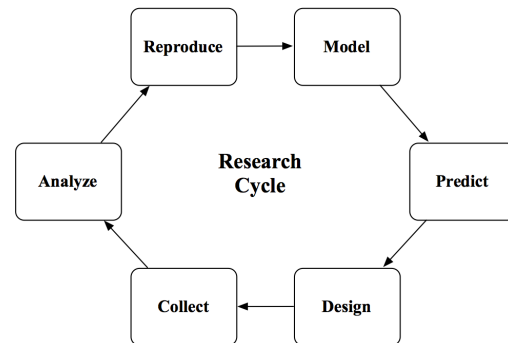 Reproduce
Model
Predict
Design
Collect
Analyze
Research
Cycle